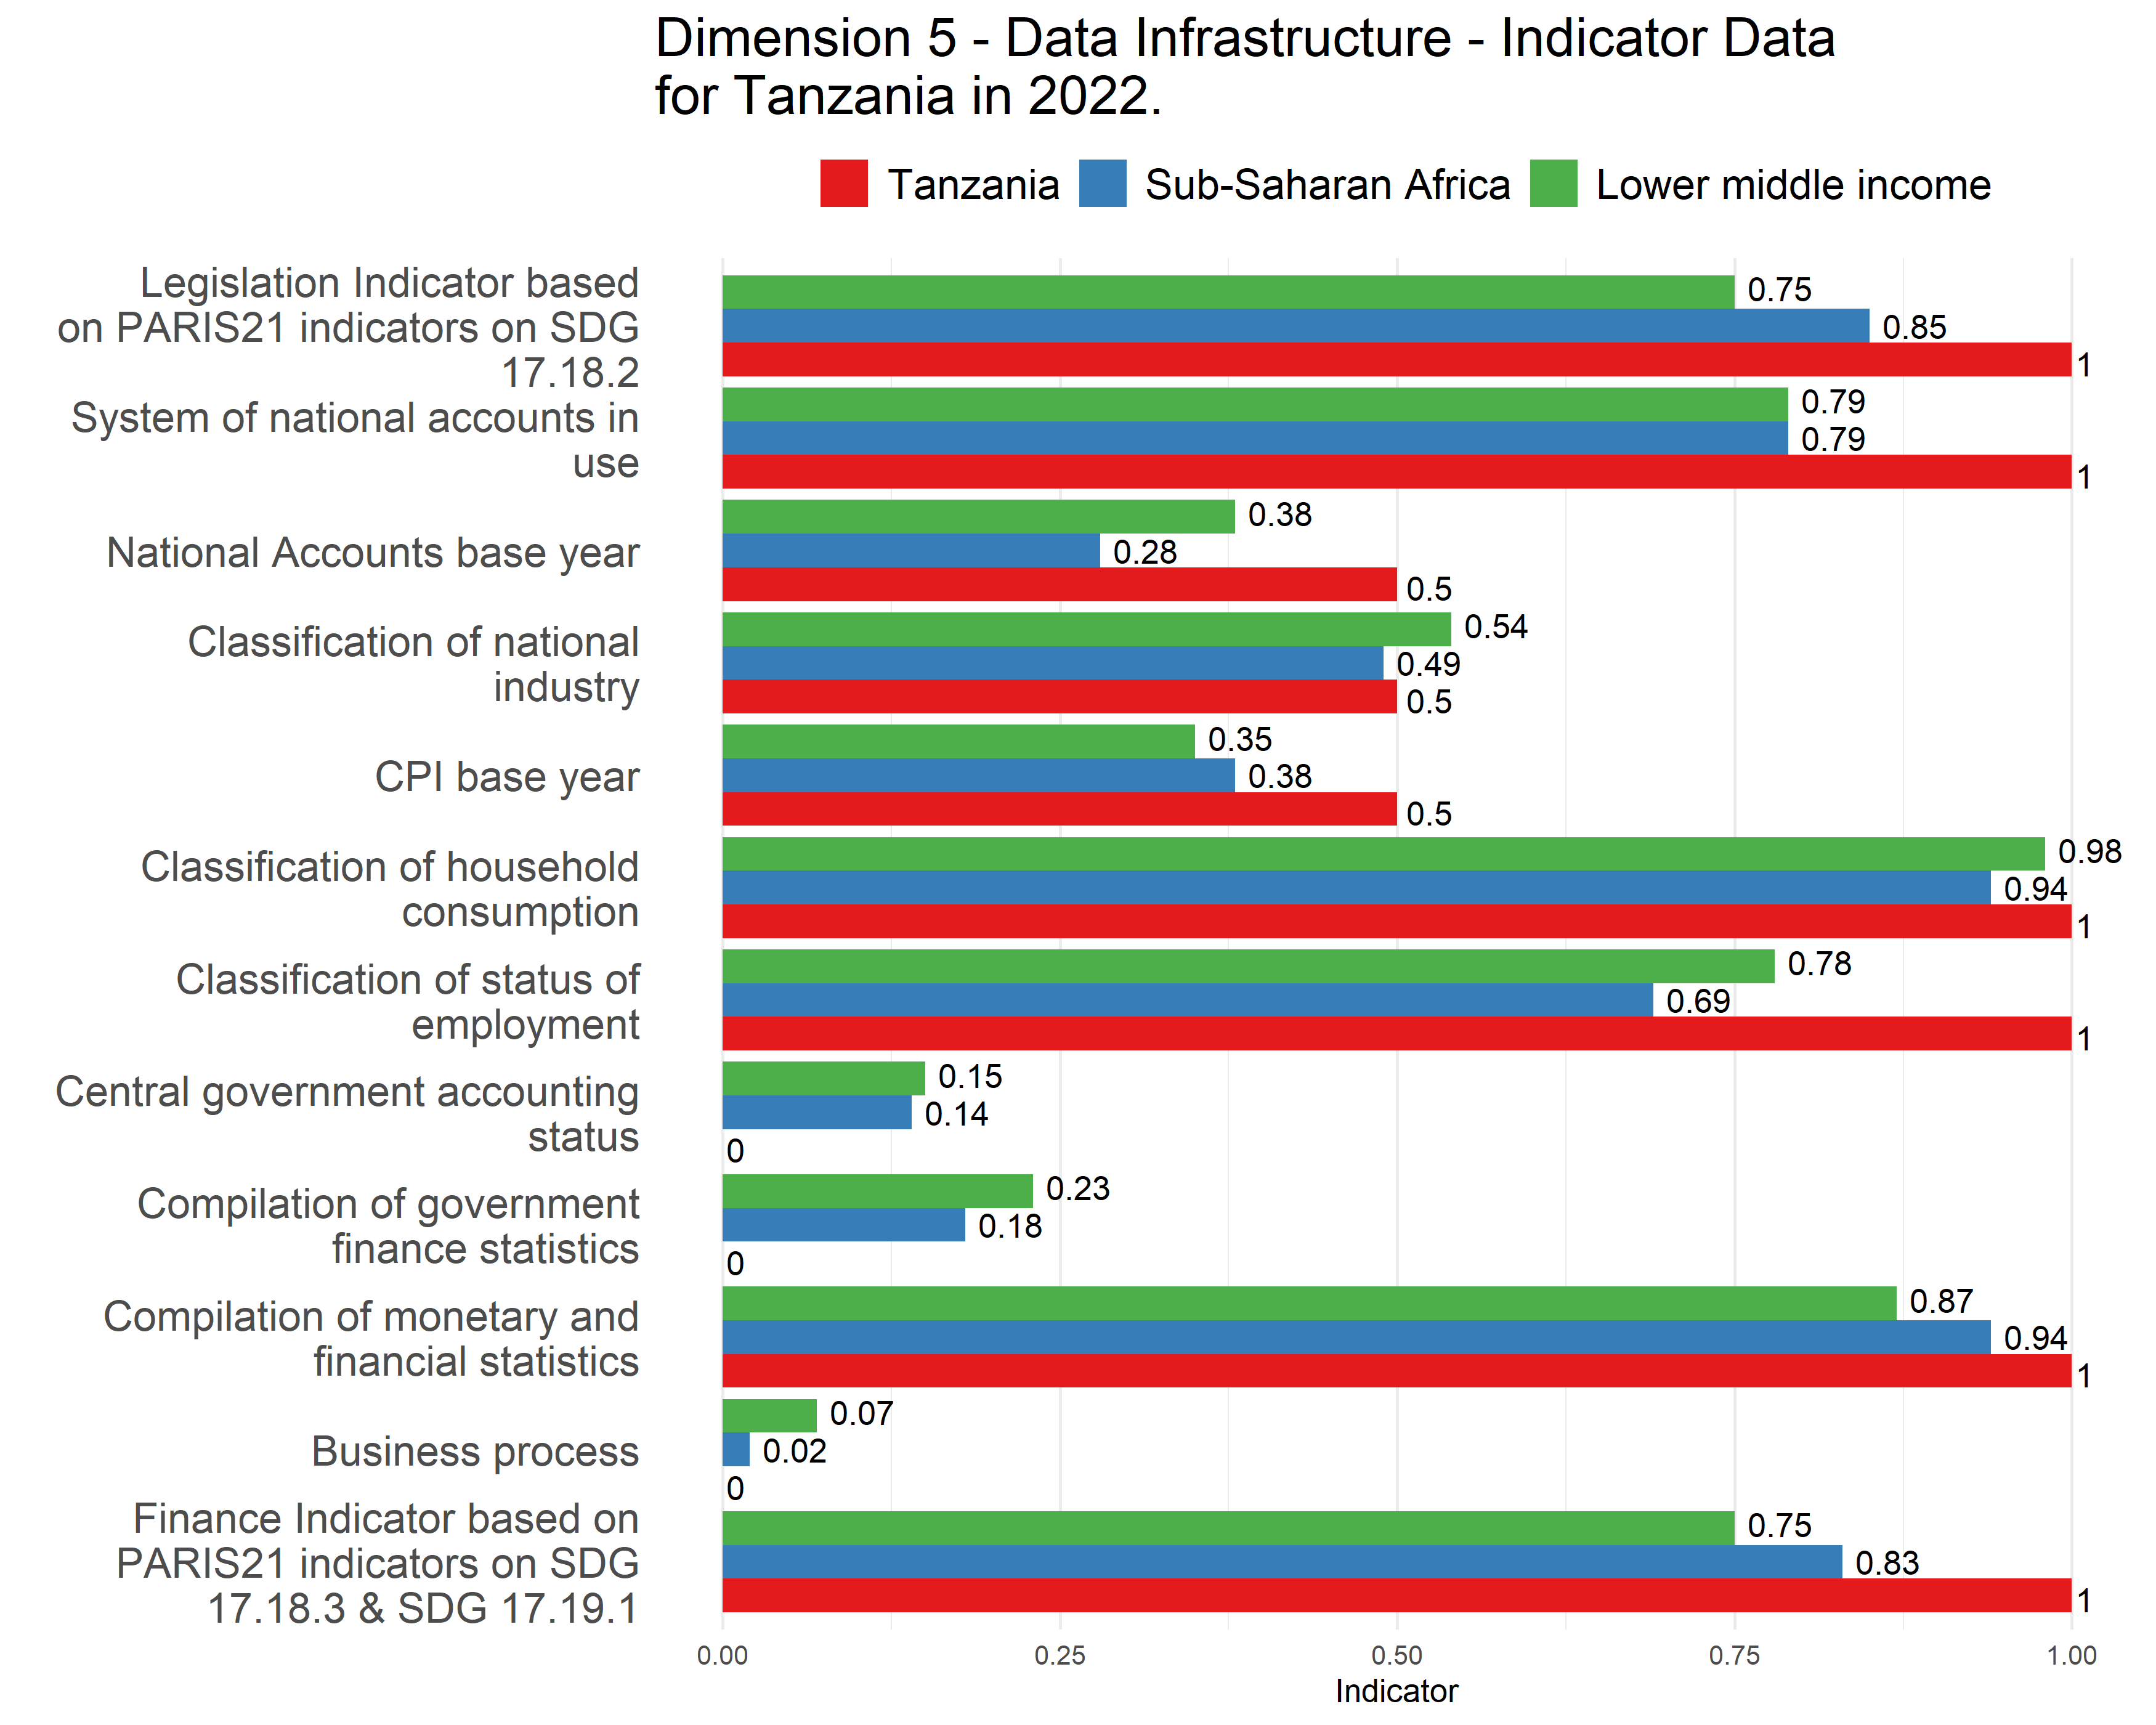 Dimension 5 - Data Infrastructure - Indicator Data
for Tanzania in 2022.
Tanzania
Sub-Saharan Africa
Lower middle income
Legislation Indicator based
on PARIS21 indicators on SDG
17.18.2
0.75
0.85
1
System of national accounts in
use
0.79
0.79
1
National Accounts base year
0.38
0.28
0.5
Classification of national
industry
0.54
0.49
0.5
CPI base year
0.35
0.38
0.5
Classification of household
consumption
0.98
0.94
1
Classification of status of
employment
0.78
0.69
1
Central government accounting
status
0.15
0.14
0
Compilation of government
finance statistics
0.23
0.18
0
Compilation of monetary and
financial statistics
0.87
0.94
1
Business process
0.07
0.02
0
Finance Indicator based on
PARIS21 indicators on SDG
17.18.3 & SDG 17.19.1
0.75
0.83
1
0.00
0.25
0.50
0.75
1.00
Indicator